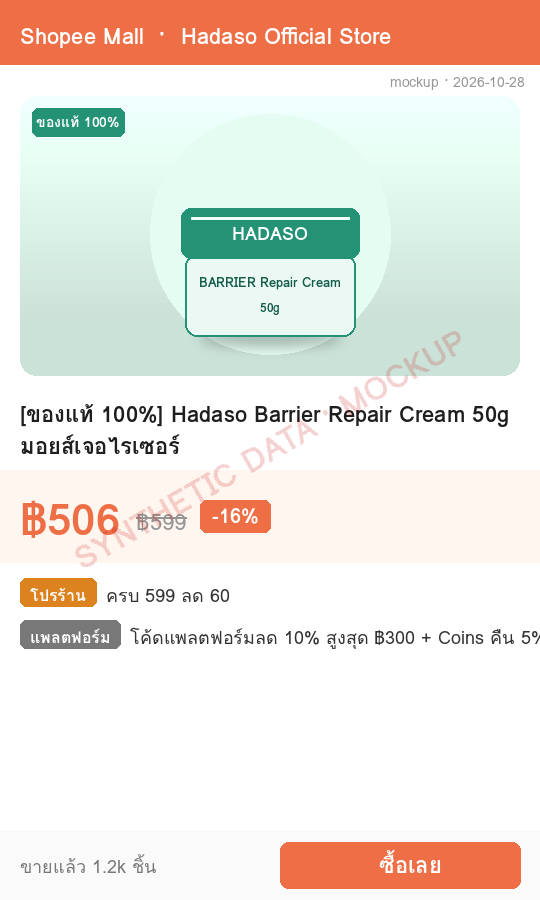 Shopee Mall · Hadaso Official Store
mockup · 2026-10-28
ของแท้ 100%
HADASO
BARRIER Repair Cream
50g
[ของแท้ 100%] Hadaso Barrier Repair Cream 50g
มอยส์เจอไรเซอร์
฿506 ฿599 -16%
SYNTHETIC DATA · MOCKUP
โปรร้าน ครบ 599 ลด 60
แพลตฟอร์ม โค้ดแพลตฟอร์มลด 10% สูงสุด ฿300 + Coins คืน 5%
ขายแล้ว 1.2k ชิ้น
ซื้อเลย